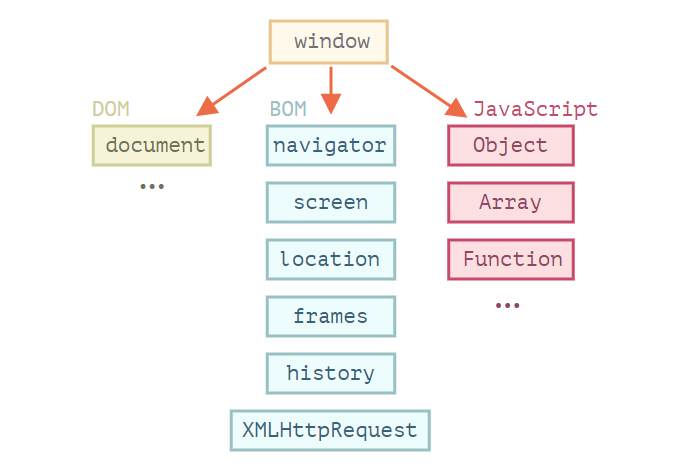 window
DOM
document
...
BOM
navigator
screen
location
frames
history
XMLHttpRequest
JavaScript
Object
Array
Function
...